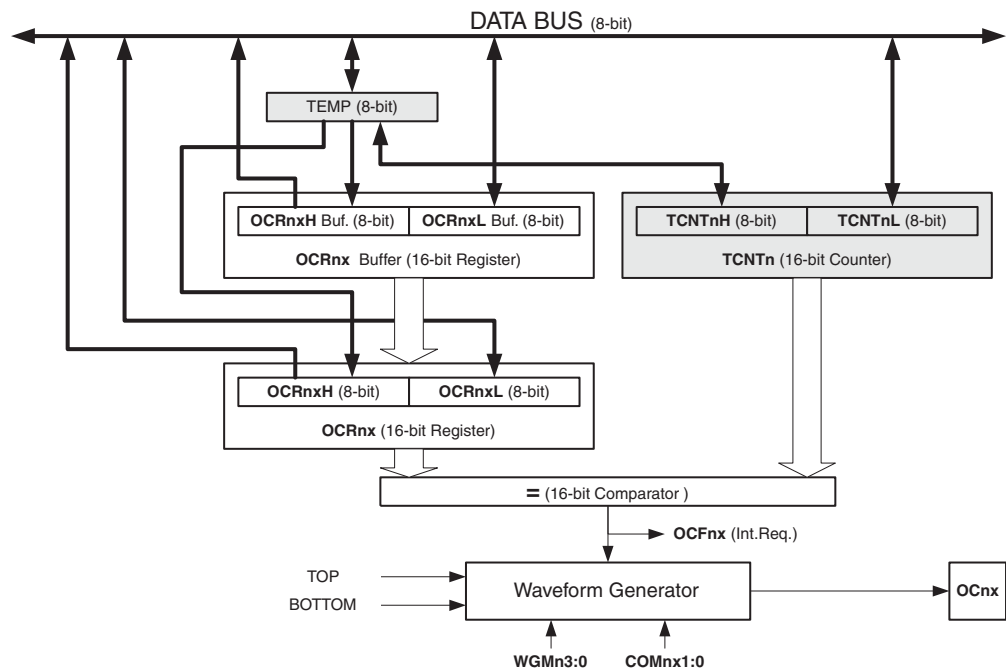 DATA BUS (8-bit)
TEMP (8-bit)
OCRnxH Buf. (8-bit)
OCRnxL Buf. (8-bit)
OCRnx Buffer (16-bit Register)
TCNTnH (8-bit)
TCNTnL (8-bit)
TCNTn (16-bit Counter)
OCRnxH (8-bit)
OCRnxL (8-bit)
OCRnx (16-bit Register)
= (16-bit Comparator )
OCFnx (Int.Req.)
TOP
BOTTOM
Waveform Generator
OCnx
WGMn3:0
COMnx1:0